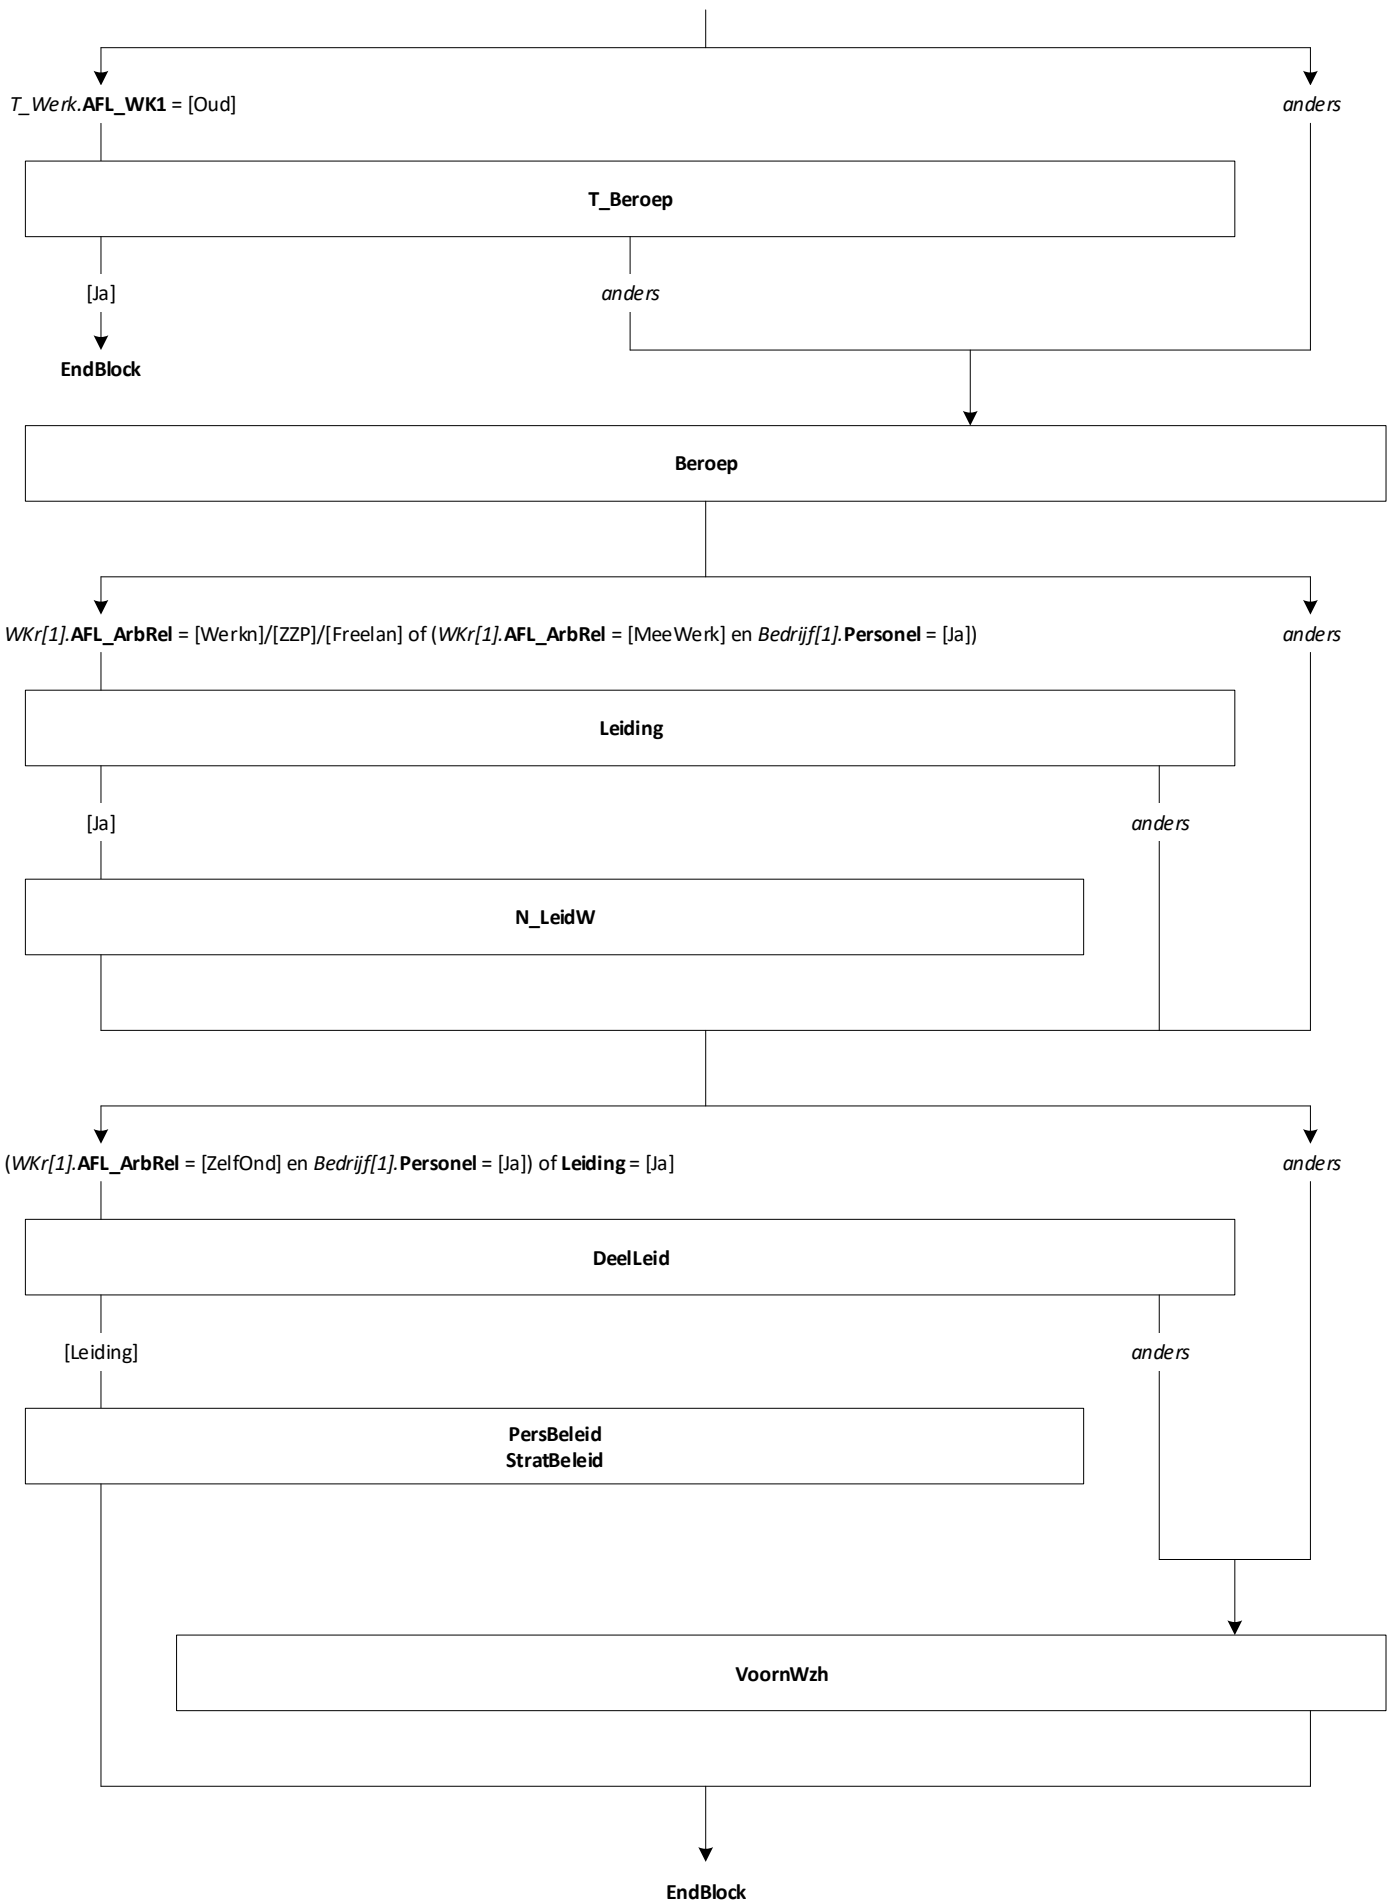 T_Werk.AFL_WK1 = [Oud]
anders
T_Beroep
[Ja]
anders
EndBlock
Beroep
WKr[1].AFL_ArbRel = [Werkn]/[ZZP]/[Freelan] of (WKr[1].AFL_ArbRel = [MeeWerk] en Bedrijf[1].Personel = [Ja])
anders
Leiding
[Ja]
anders
N_LeidW
(WKr[1].AFL_ArbRel = [ZelfOnd] en Bedrijf[1].Personel = [Ja]) of Leiding = [Ja]
anders
DeelLeid
[Leiding]
anders
PersBeleid
StratBeleid
VoornWzh
EndBlock